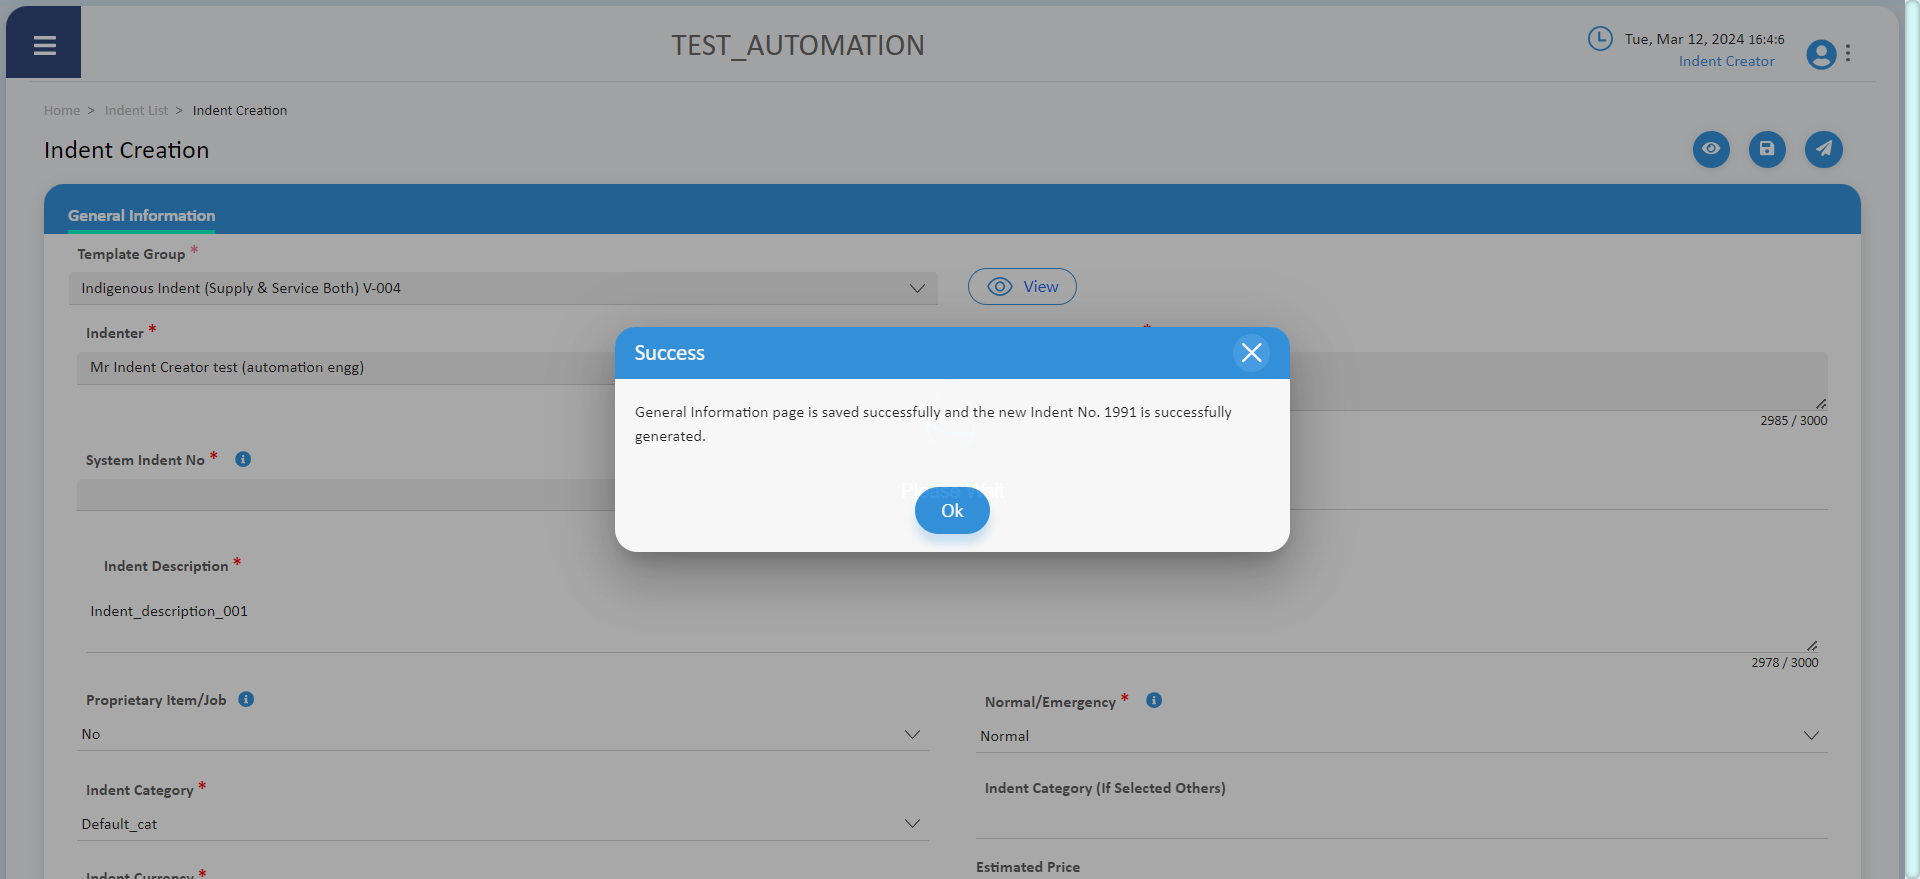 TEST_AUTOMATION
Tue, Mar 12, 2024 16:4:6
Indent Creator
Home > Indent List > Indent Creation
Indent Creation
General Information
Template Group *
Indigenous Indent (Supply & Service Both) V-004
View
Indenter *
*
Mr Indent Creator test (automation engg)
2985 / 3000
Success
General Information page is saved successfully and the new Indent No. 1991 is successfully
generated.
Please Wait
Ok
System Indent No *
Indent Description *
Indent_description_001
2978 / 3000
Proprietary Item/Job
No
Normal/Emergency *
Normal
Indent Category *
Default_cat
Indent Category (If Selected Others)
Indent Currency *
Estimated Price